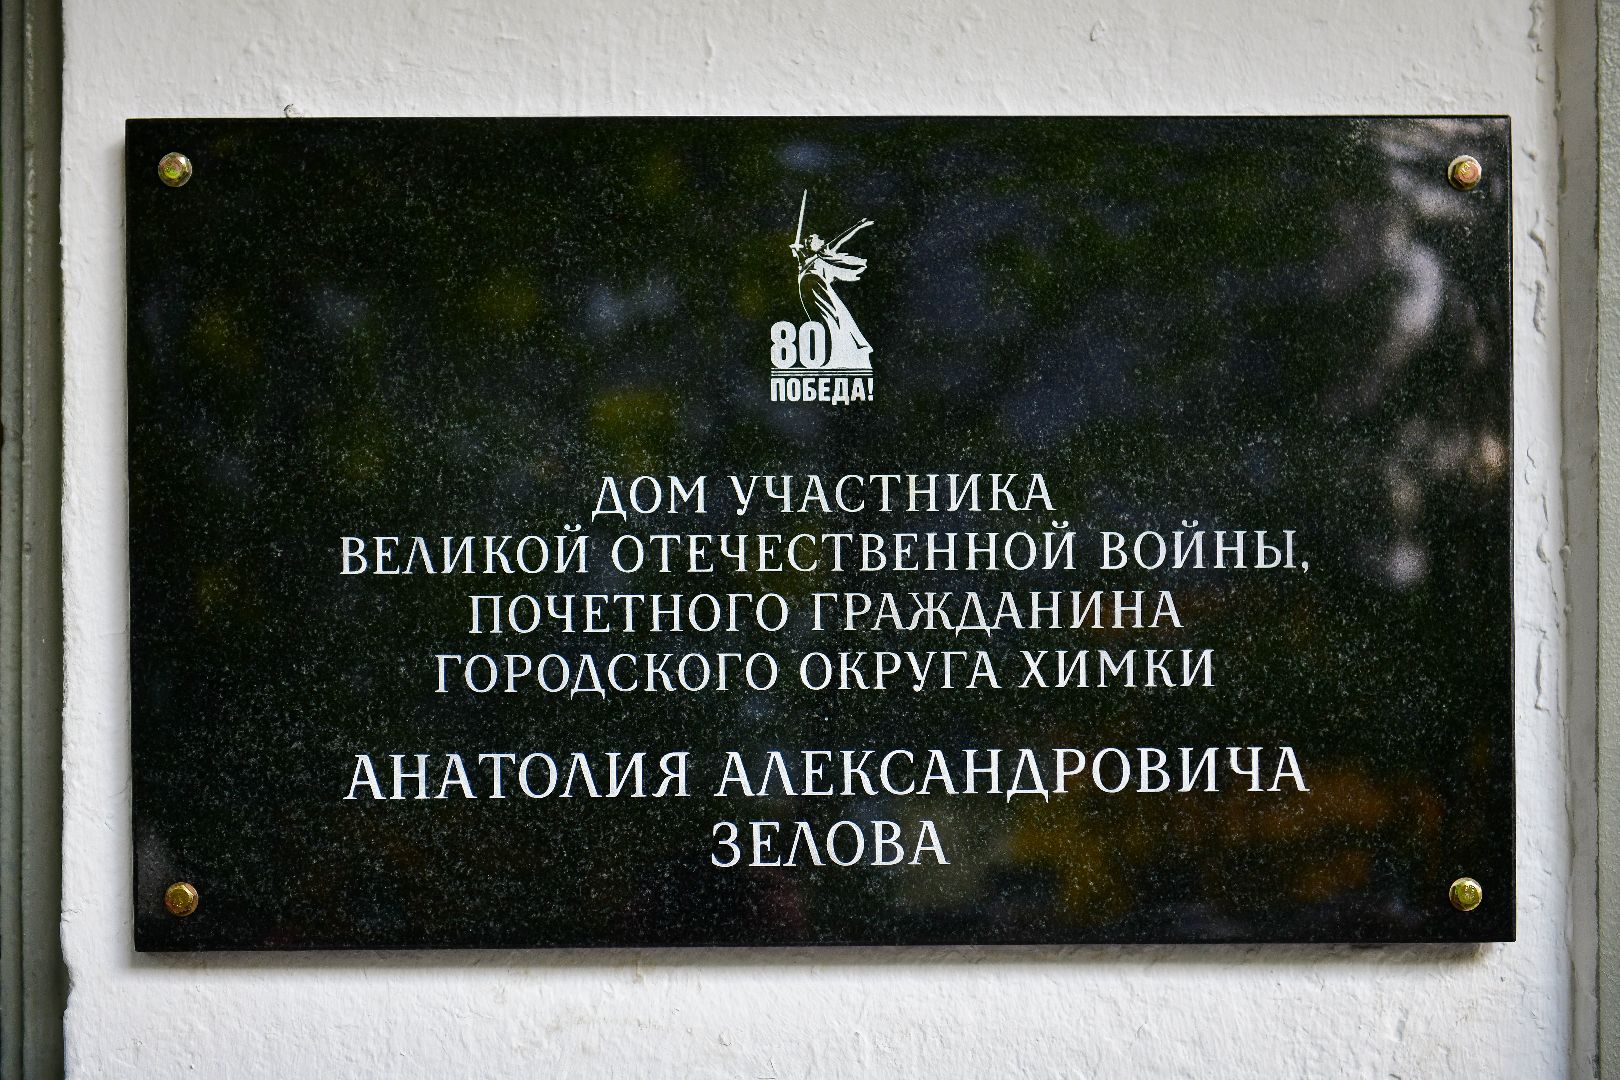 80
ПОБЕДА!
ДОМ УЧАСТНИКА
ВЕЛИКОЙ ОТЕЧЕСТВЕННОЙ ВОЙНЫ,
ПОЧЕТНОГО ГРАЖДАНИНА
ГОРОДСКОГО ОКРУГА ХИМКИ
АНАТОЛИЯ АЛЕКСАНДРОВИЧА
ЗЕЛОВА